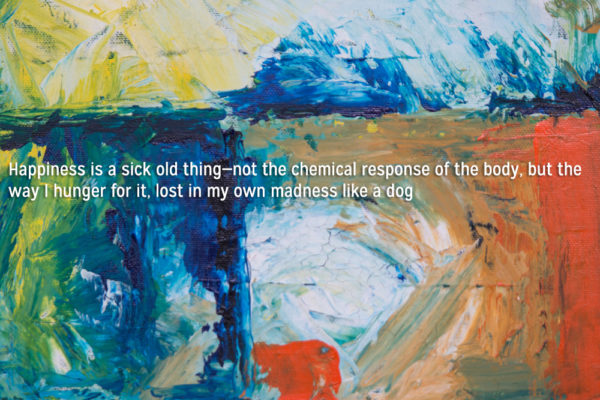 Happiness is a sick old thing—not the chemical response of the body, but the
way I hunger for it, lost in my own madness like a dog